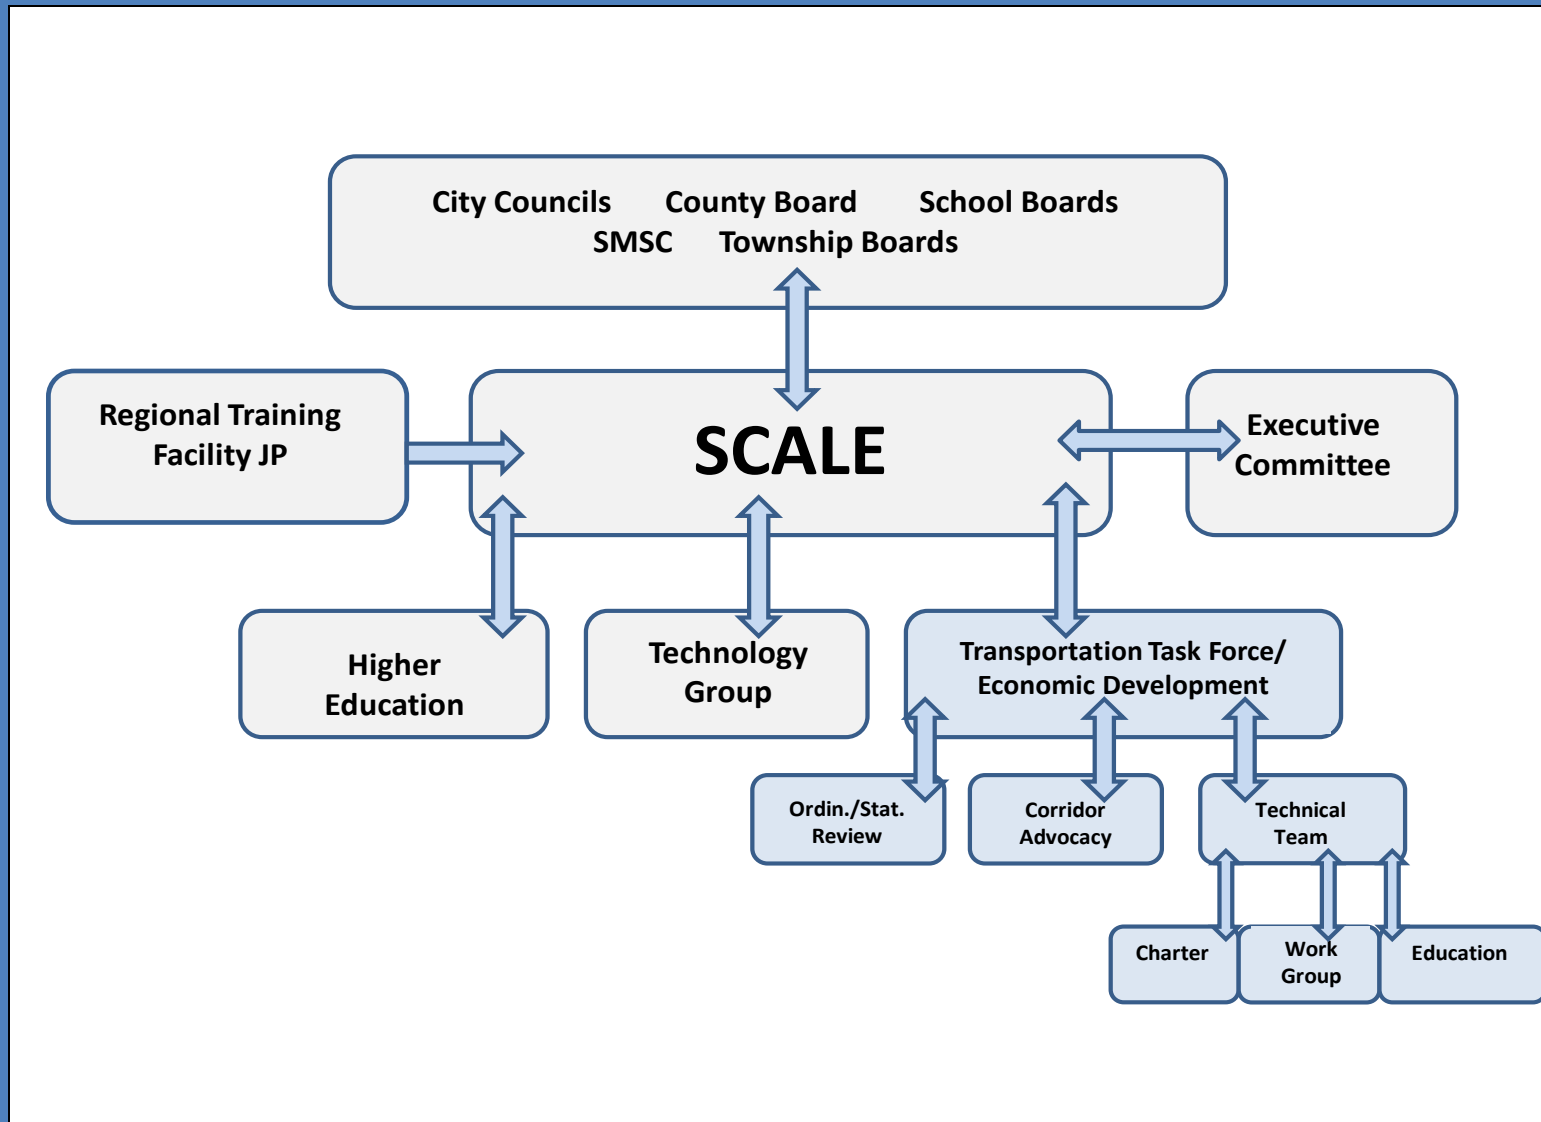 City Councils County Board School Boards
SMSC Township Boards
Regional Training
Facility JP
SCALE
Executive
Committee
Higher
Education
Technology
Group
Transportation Task Force/
Economic Development
Ordin./Stat.
Review
Corridor
Advocacy
Technical
Team
Charter
Work
Group
Education